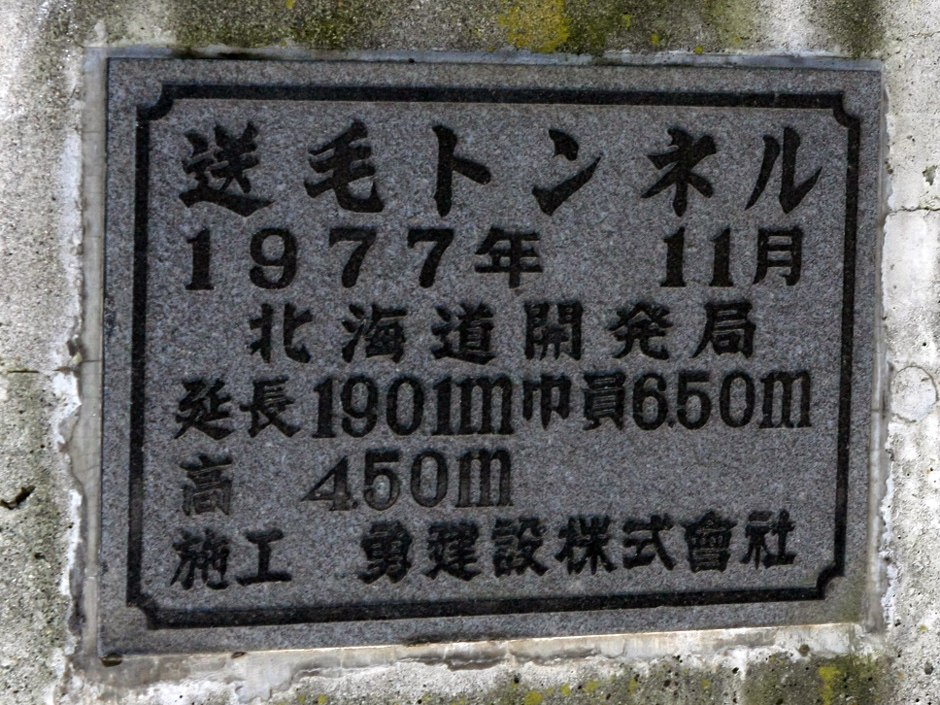 送毛トンネル
1977年 11月
北海道開発局
延長1901m巾員6.50m
高 4.50m
施工 勇建設株式會社